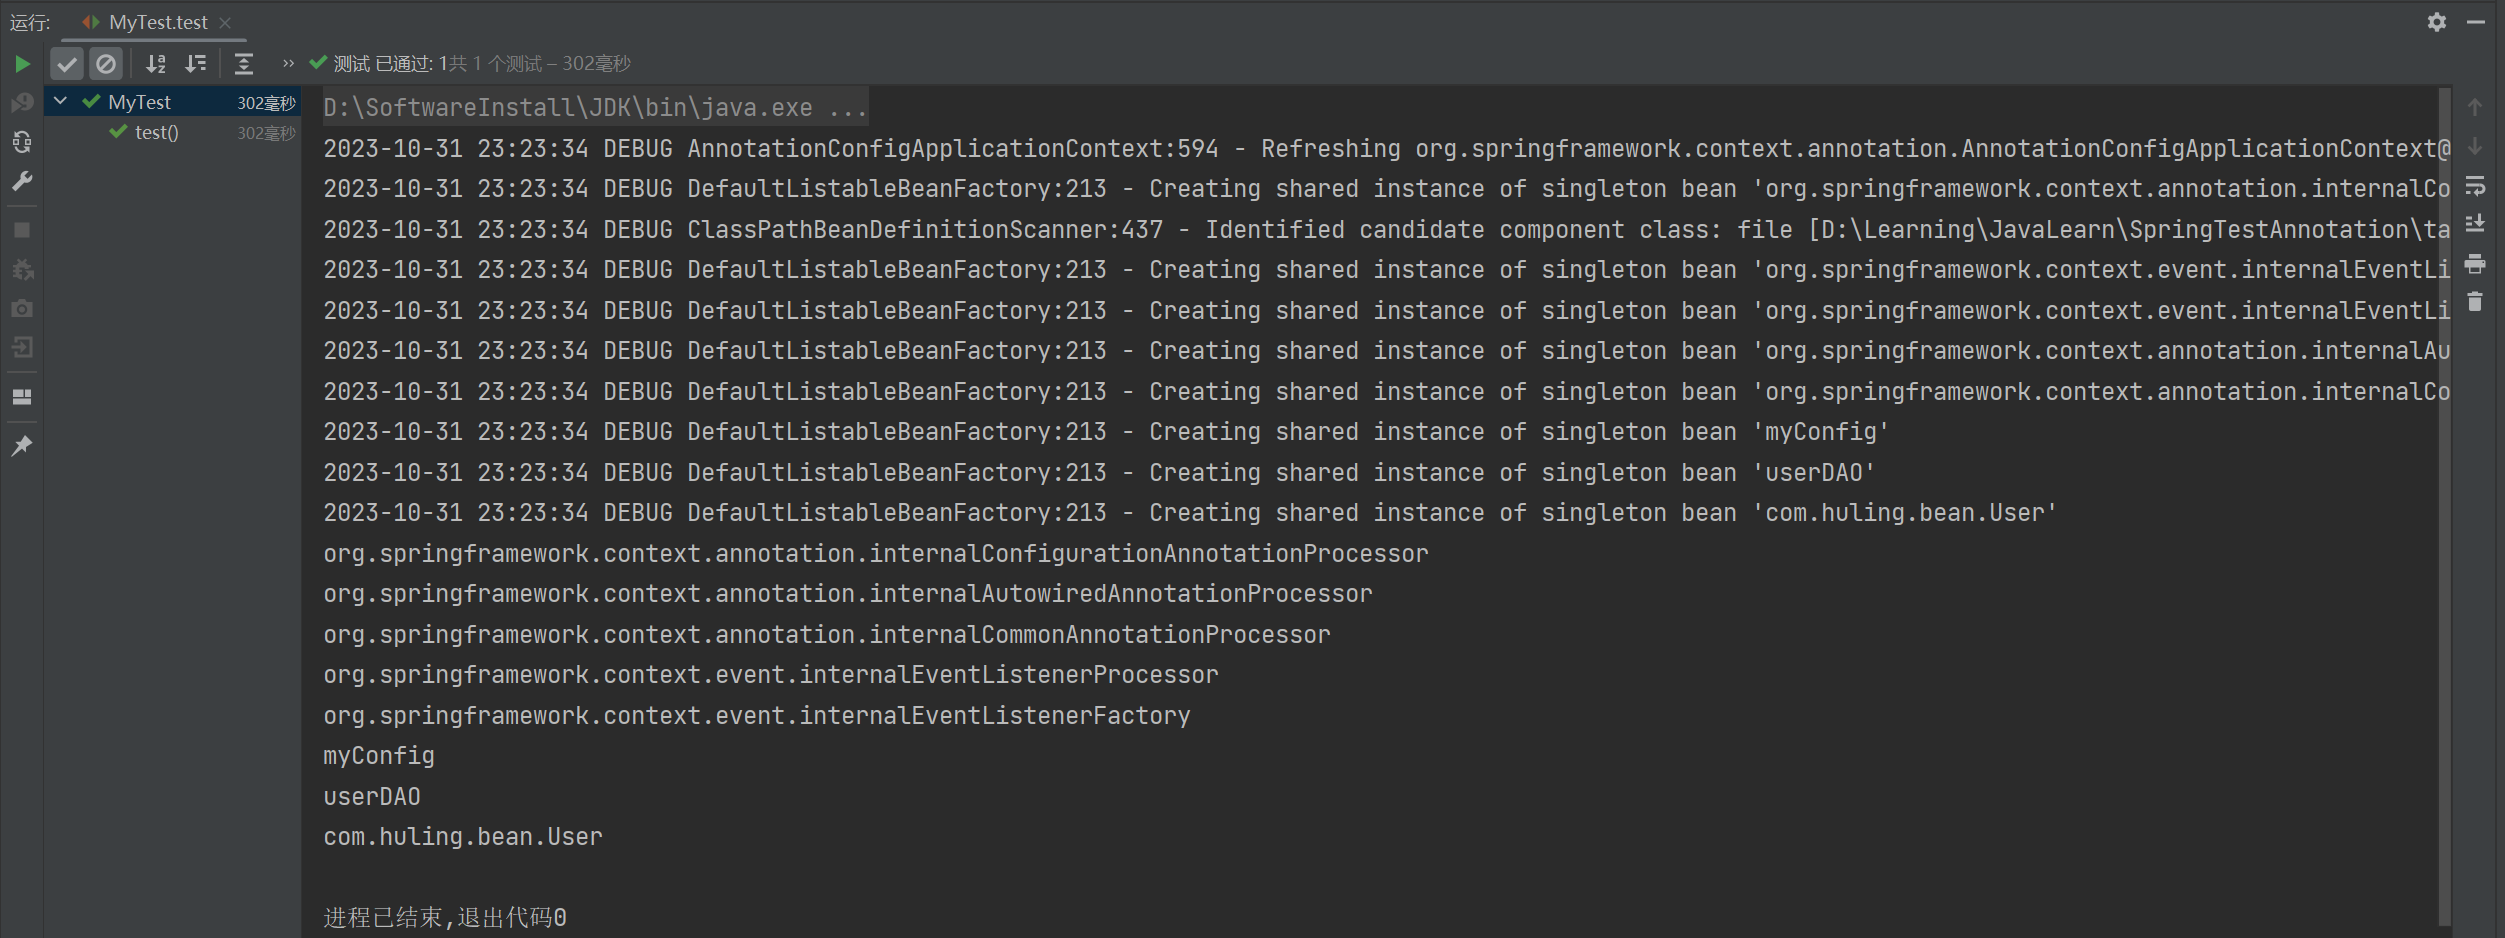 运行: MyTest.test
测试 已通过: 1共 1 个测试 – 302毫秒
MyTest 302毫秒
test() 302毫秒
D:\SoftwareInstall\JDK\bin\java.exe ...
2023-10-31 23:23:34 DEBUG AnnotationConfigApplicationContext:594 - Refreshing org.springframework.context.annotation.AnnotationConfigApplicationContext@
2023-10-31 23:23:34 DEBUG DefaultListableBeanFactory:213 - Creating shared instance of singleton bean 'org.springframework.context.annotation.internalCo
2023-10-31 23:23:34 DEBUG ClassPathBeanDefinitionScanner:437 - Identified candidate component class: file [D:\Learning\JavaLearn\SpringTestAnnotation\ta
2023-10-31 23:23:34 DEBUG DefaultListableBeanFactory:213 - Creating shared instance of singleton bean 'org.springframework.context.event.internalEventLi
2023-10-31 23:23:34 DEBUG DefaultListableBeanFactory:213 - Creating shared instance of singleton bean 'org.springframework.context.event.internalEventLi
2023-10-31 23:23:34 DEBUG DefaultListableBeanFactory:213 - Creating shared instance of singleton bean 'org.springframework.context.annotation.internalAu
2023-10-31 23:23:34 DEBUG DefaultListableBeanFactory:213 - Creating shared instance of singleton bean 'org.springframework.context.annotation.internalCo
2023-10-31 23:23:34 DEBUG DefaultListableBeanFactory:213 - Creating shared instance of singleton bean 'myConfig'
2023-10-31 23:23:34 DEBUG DefaultListableBeanFactory:213 - Creating shared instance of singleton bean 'userDAO'
2023-10-31 23:23:34 DEBUG DefaultListableBeanFactory:213 - Creating shared instance of singleton bean 'com.huling.bean.User'
org.springframework.context.annotation.internalConfigurationAnnotationProcessor
org.springframework.context.annotation.internalAutowiredAnnotationProcessor
org.springframework.context.annotation.internalCommonAnnotationProcessor
org.springframework.context.event.internalEventListenerProcessor
org.springframework.context.event.internalEventListenerFactory
myConfig
userDAO
com.huling.bean.User
进程已结束,退出代码0